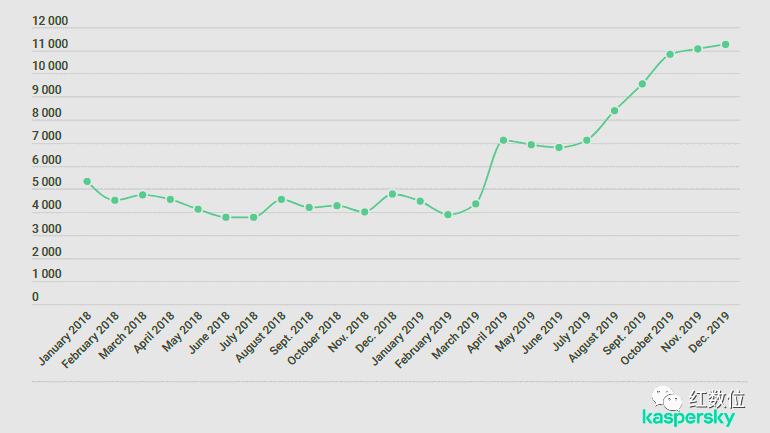 12 000
11 000
10 000
9 000
8 000
7 000
6 000
5 000
4 000
3 000
2 000
1 000
0
January 2018
February 2018
March 2018
April 2018
May 2018
June 2018
July 2018
August 2018
Sept. 2018
October 2018
Nov. 2018
Dec. 2018
January 2019
February 2019
March 2019
April 2019
May 2019
June 2019
July 2019
August 2019
Sept. 2019
October 2019
Nov. 2019
Dec. 2019
红数位
kaspersky